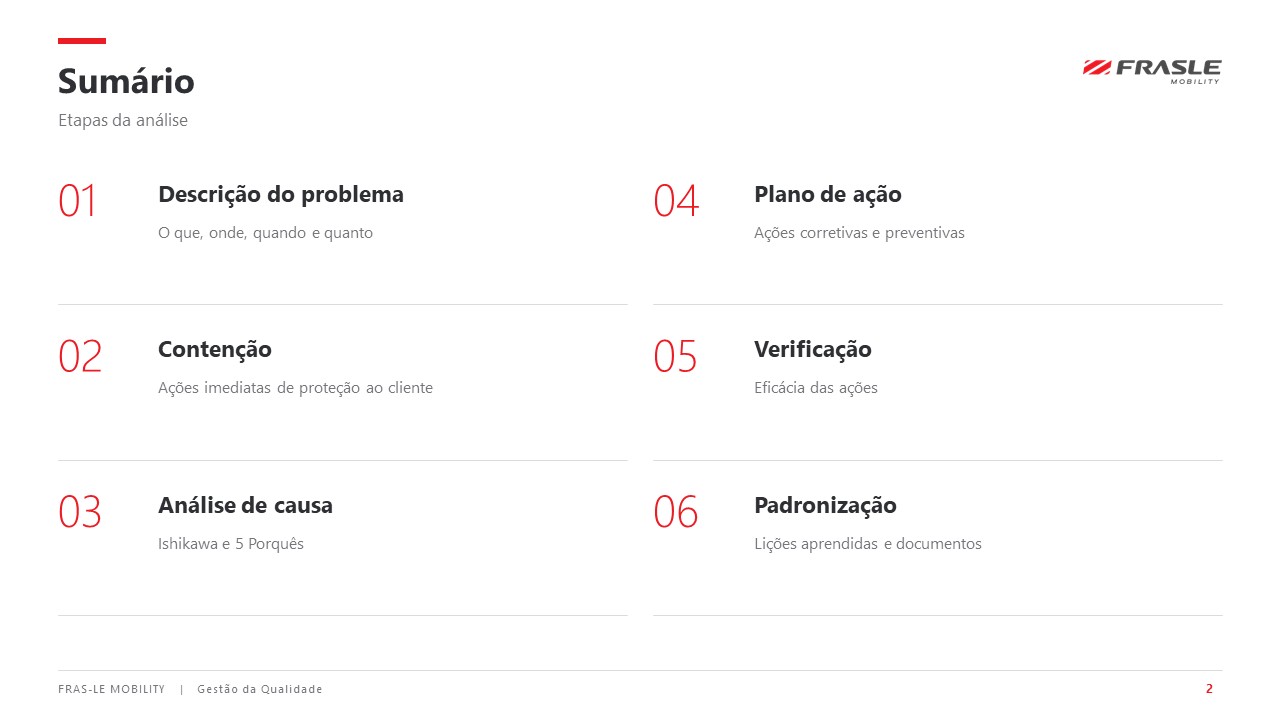 Sumário
FRASLE
MOBILITY
Etapas da análise
01
Descrição do problema
O que, onde, quando e quanto
02
Contenção
Ações imediatas de proteção ao cliente
03
Análise de causa
Ishikawa e 5 Porquês
04
Plano de ação
Ações corretivas e preventivas
05
Verificação
Eficácia das ações
06
Padronização
Lições aprendidas e documentos
FRAS-LE MOBILITY | Gestão da Qualidade
2